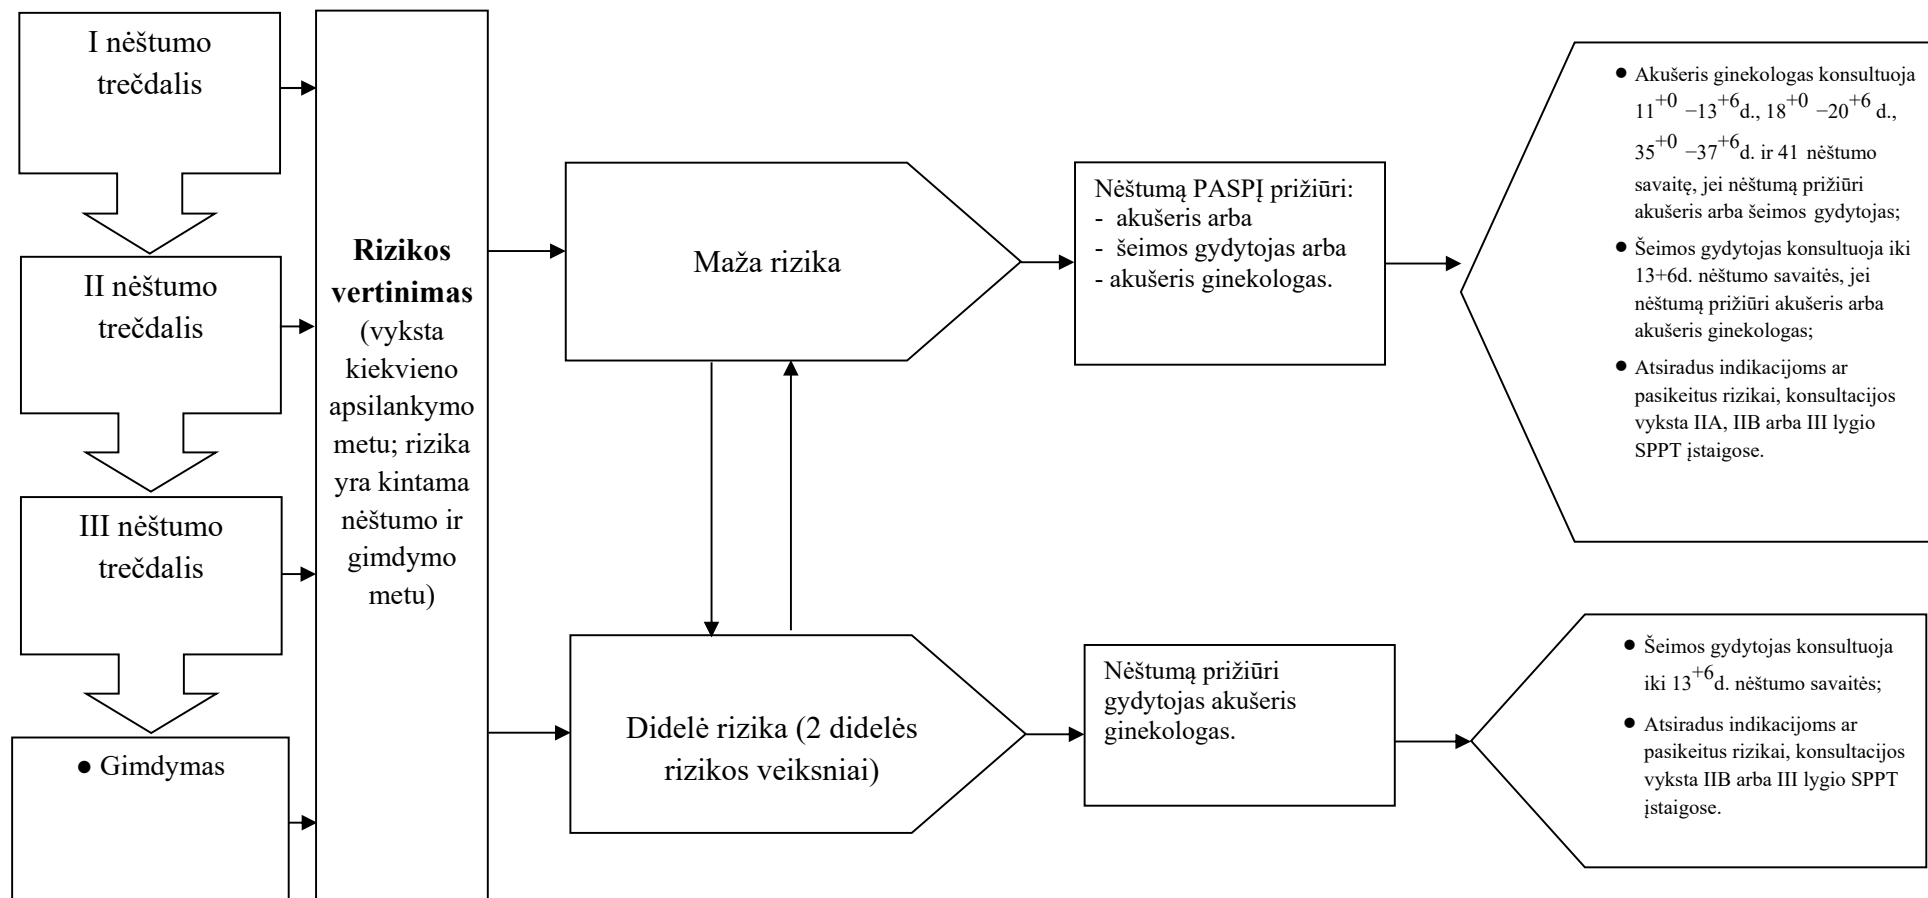 I nėštumo
trečdalis
II nėštumo
trečdalis
III nėštumo
trečdalis
● Gimdymas
Rizikos
vertinimas
(vyksta
kiekvieno
apsilankymo
metu; rizika
yra kintama
nėštumo ir
gimdymo
metu)
Maža rizika
Nėštumą PASPĮ prižiūri:
- akušeris arba
- šeimos gydytojas arba
- akušeris ginekologas.
● Akušeris ginekologas konsultuoja
11⁺⁰ −13⁺⁶d., 18⁺⁰ −20⁺⁶ d.,
35⁺⁰ −37⁺⁶d. ir 41 nėštumo
savaitę, jei nėštumą prižiūri
akušeris arba šeimos gydytojas;
● Šeimos gydytojas konsultuoja iki
13+6d. nėštumo savaitės, jei
nėštumą prižiūri akušeris arba
akušeris ginekologas;
● Atsiradus indikacijoms ar
pasikeitus rizikai, konsultacijos
vyksta IIA, IIB arba III lygio
SPPT įstaigose.
Didelė rizika (2 didelės
rizikos veiksniai)
Nėštumą prižiūri
gydytojas akušeris
ginekologas.
● Šeimos gydytojas konsultuoja
iki 13⁺⁶d. nėštumo savaitės;
● Atsiradus indikacijoms ar
pasikeitus rizikai, konsultacijos
vyksta IIB arba III lygio SPPT
įstaigose.